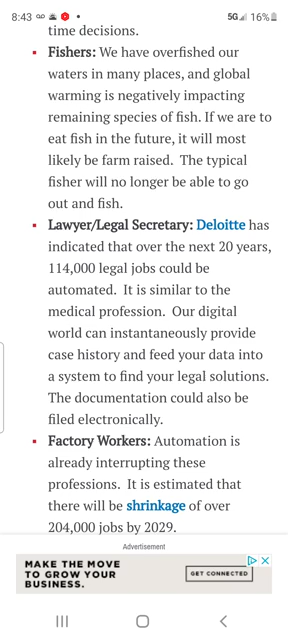 8:43
5G 16%
time decisions.
Fishers: We have overfished our
waters in many places, and global
warming is negatively impacting
remaining species of fish. If we are to
eat fish in the future, it will most
likely be farm raised. The typical
fisher will no longer be able to go
out and fish.
Lawyer/Legal Secretary: Deloitte has
indicated that over the next 20 years,
114,000 legal jobs could be
automated. It is similar to the
medical profession. Our digital
world can instantaneously provide
case history and feed your data into
a system to find your legal solutions.
The documentation could also be
filed electronically.
Factory Workers: Automation is
already interrupting these
professions. It is estimated that
there will be shrinkage of over
204,000 jobs by 2029.
Advertisement
MAKE THE MOVE
TO GROW YOUR
BUSINESS.
GET CONNECTED